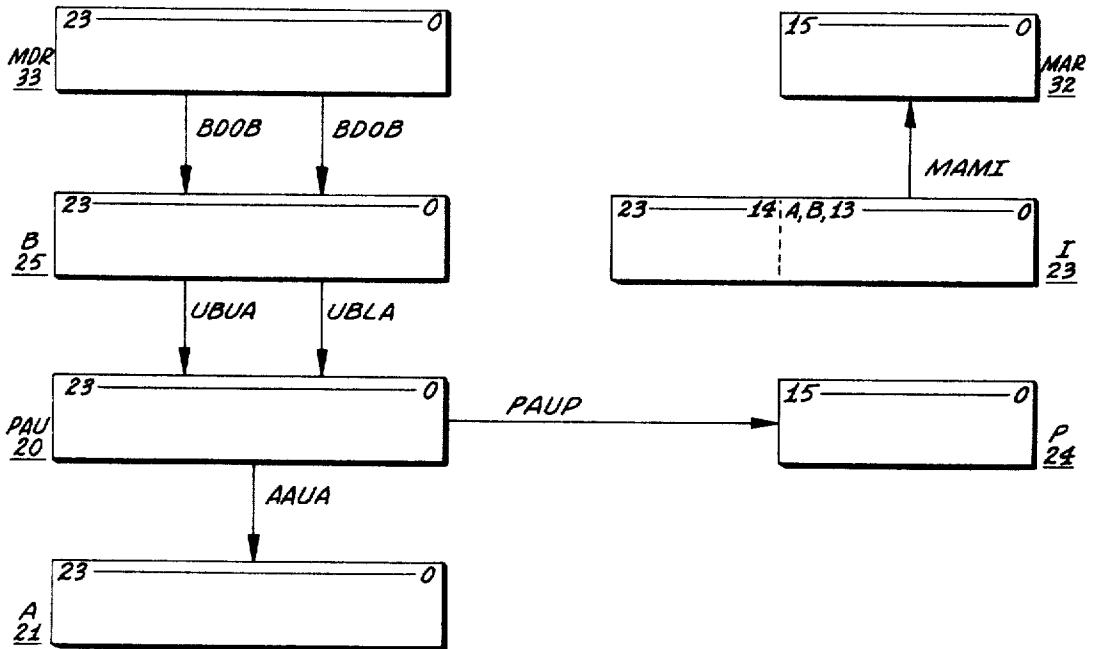 23 0
MDR
33
15 0
MAR
32
BDOB BDOB
MAMI
23 0
B
25
23 14 A, B, 13 0
I
23
UBUA UBLA
23 0
PAU
20
PAUP
15 0
P
24
AAUA
23 0
A
21